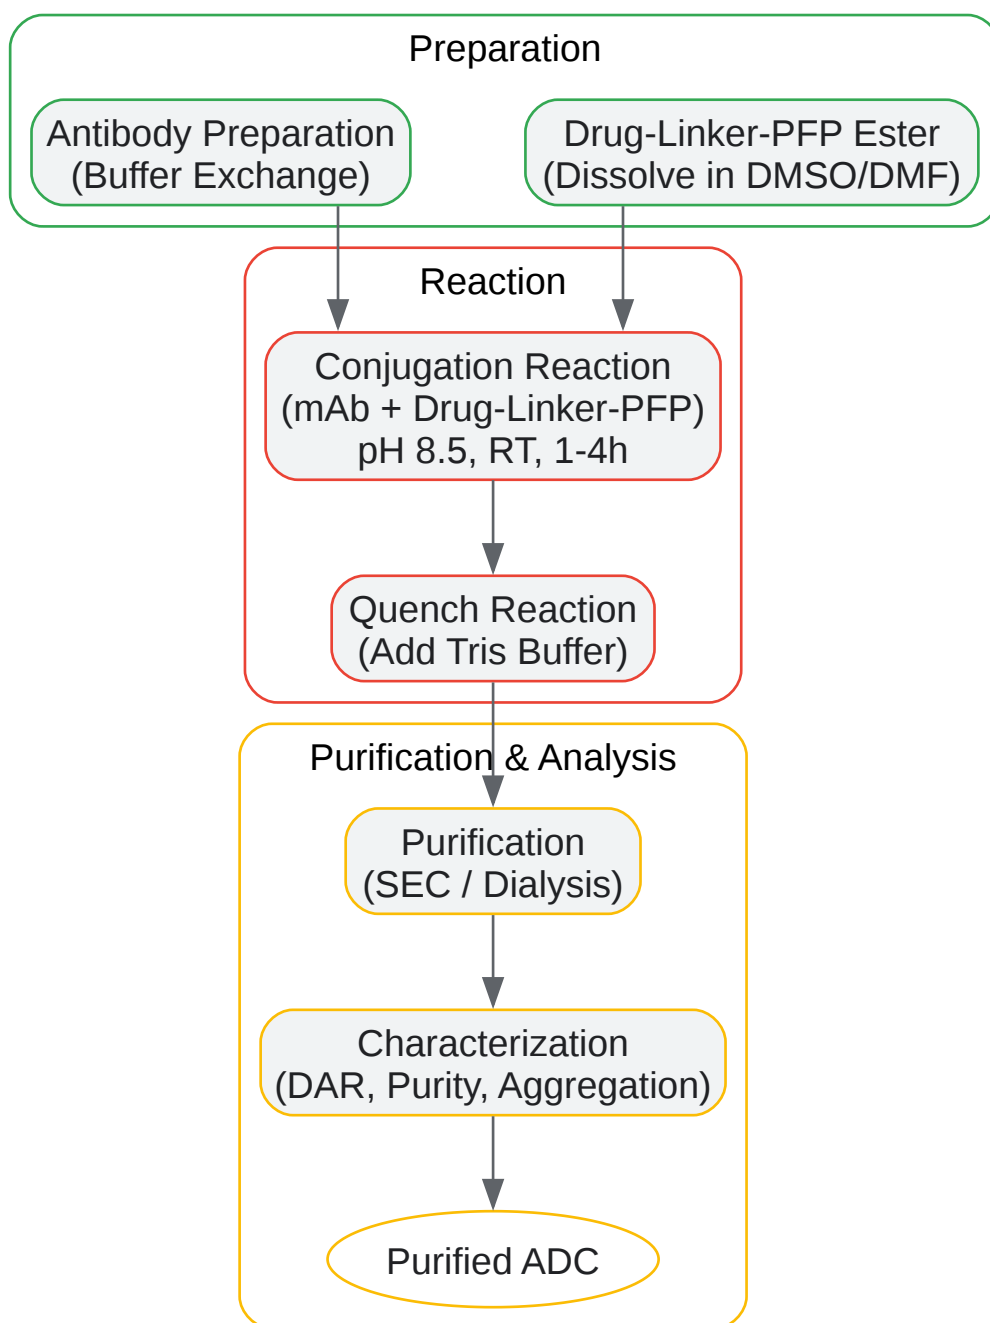 Preparation
Antibody Preparation
(Buffer Exchange)
Drug-Linker-PFP Ester
(Dissolve in DMSO/DMF)
Reaction
Conjugation Reaction
(mAb + Drug-Linker-PFP)
pH 8.5, RT, 1-4h
Quench Reaction
(Add Tris Buffer)
Purification & Analysis
Purification
(SEC / Dialysis)
Characterization
(DAR, Purity, Aggregation)
Purified ADC